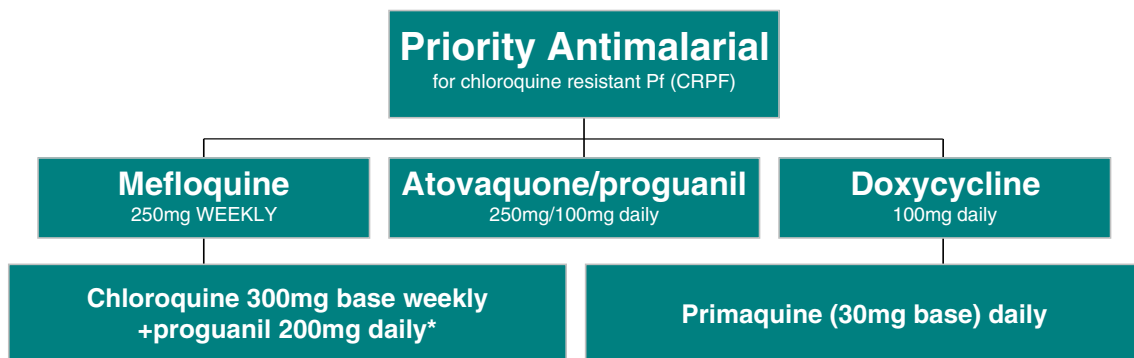 Priority Antimalarial
for chloroquine resistant Pf (CRPF)
Mefloquine
250mg WEEKLY
Atovaquone/proguanil
250mg/100mg daily
Doxycycline
100mg daily
Chloroquine 300mg base weekly
+proguanil 200mg daily*
Primaquine (30mg base) daily